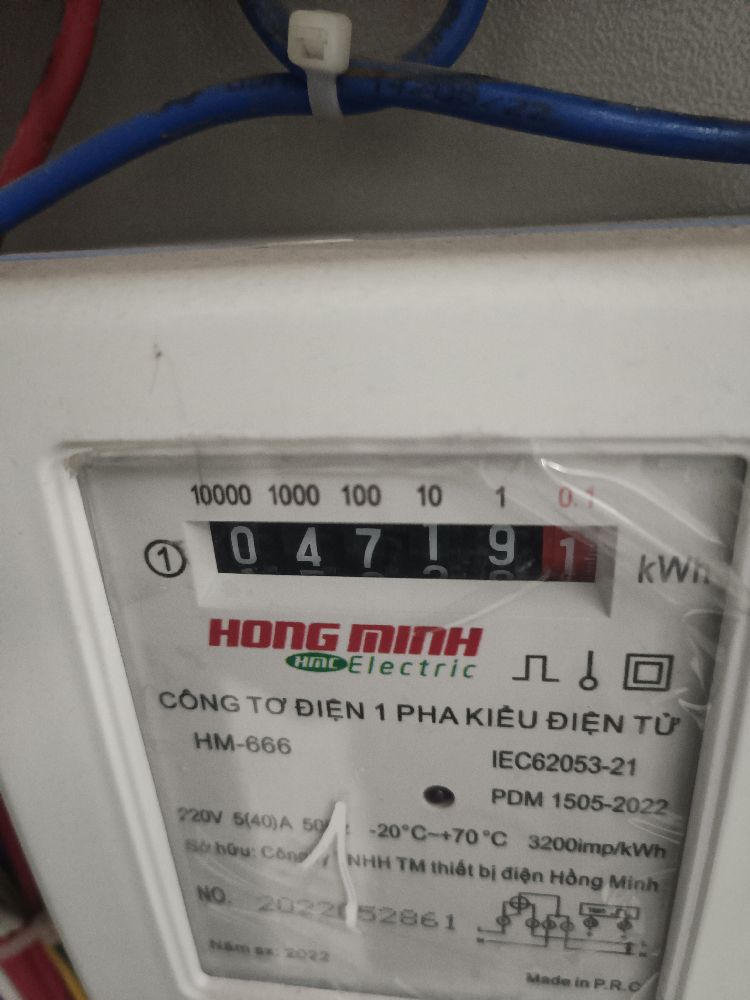 10000 1000 100 10 1 0.1
1 0 4 7 1 9 1 kWh
HONG MINH
HMC Electric
CÔNG TƠ ĐIỆN 1 PHA KIỂU ĐIỆN TỬ
HM-666
IEC62053-21
PDM 1505-2022
220V 5(40)A -20°C~+70°C 3200imp/kWh
Sở hữu: Công NHH TM thiết bị điện Hồng Minh
NO. 2022052861
Năm sx: 2022
Made in P.R.C